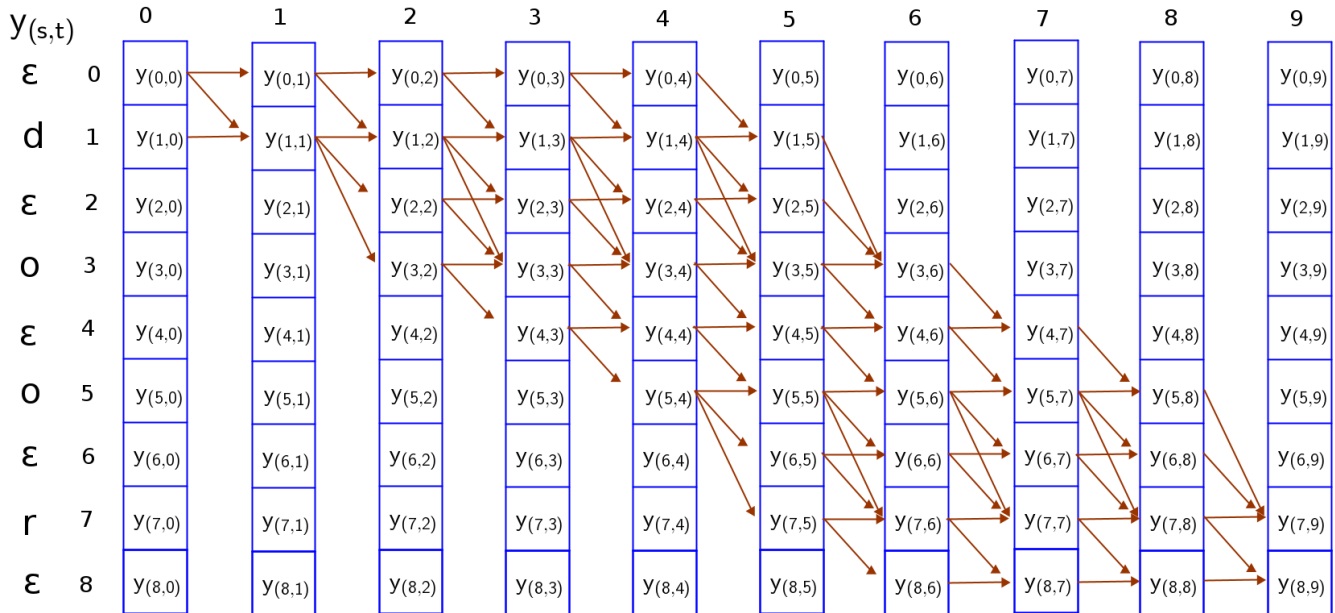 y(s,t) 0 1 2 3 4 5 6 7 8 9
ε 0 y(0,0) y(0,1) y(0,2) y(0,3) y(0,4) y(0,5) y(0,6) y(0,7) y(0,8) y(0,9)
d 1 y(1,0) y(1,1) y(1,2) y(1,3) y(1,4) y(1,5) y(1,6) y(1,7) y(1,8) y(1,9)
ε 2 y(2,0) y(2,1) y(2,2) y(2,3) y(2,4) y(2,5) y(2,6) y(2,7) y(2,8) y(2,9)
o 3 y(3,0) y(3,1) y(3,2) y(3,3) y(3,4) y(3,5) y(3,6) y(3,7) y(3,8) y(3,9)
ε 4 y(4,0) y(4,1) y(4,2) y(4,3) y(4,4) y(4,5) y(4,6) y(4,7) y(4,8) y(4,9)
o 5 y(5,0) y(5,1) y(5,2) y(5,3) y(5,4) y(5,5) y(5,6) y(5,7) y(5,8) y(5,9)
ε 6 y(6,0) y(6,1) y(6,2) y(6,3) y(6,4) y(6,5) y(6,6) y(6,7) y(6,8) y(6,9)
r 7 y(7,0) y(7,1) y(7,2) y(7,3) y(7,4) y(7,5) y(7,6) y(7,7) y(7,8) y(7,9)
ε 8 y(8,0) y(8,1) y(8,2) y(8,3) y(8,4) y(8,5) y(8,6) y(8,7) y(8,8) y(8,9)